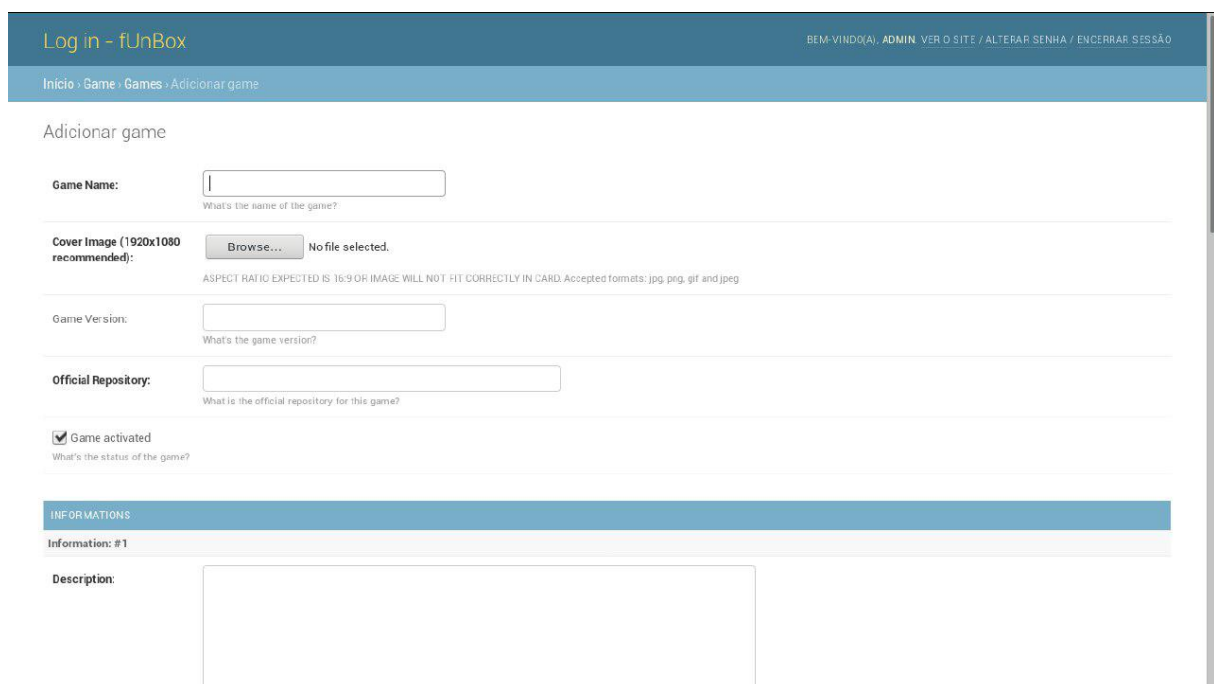 Log in - fUnBox
BEM-VINDO(A), ADMIN. VER O SITE / ALTERAR SENHA / ENCERRAR SESSÃO
Início › Game › Games › Adicionar game
Adicionar game
Game Name:
What's the name of the game?
Cover Image (1920x1080
recommended):
Browse... No file selected.
ASPECT RATIO EXPECTED IS 16:9 OR IMAGE WILL NOT FIT CORRECTLY IN CARD. Accepted formats: jpg, png, gif and jpeg
Game Version:
What's the game version?
Official Repository:
What is the official repository for this game?
Game activated
What's the status of the game?
INFORMATIONS
Information: #1
Description: